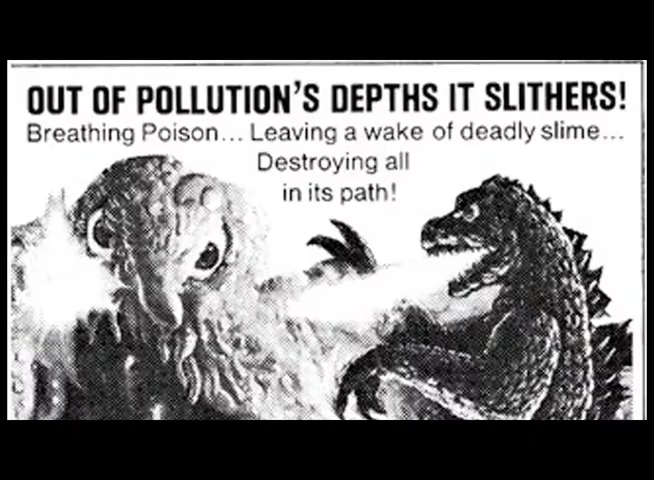 OUT OF POLLUTION'S DEPTHS IT SLITHERS!
Breathing Poison... Leaving a wake of deadly slime...
Destroying all
in its path!